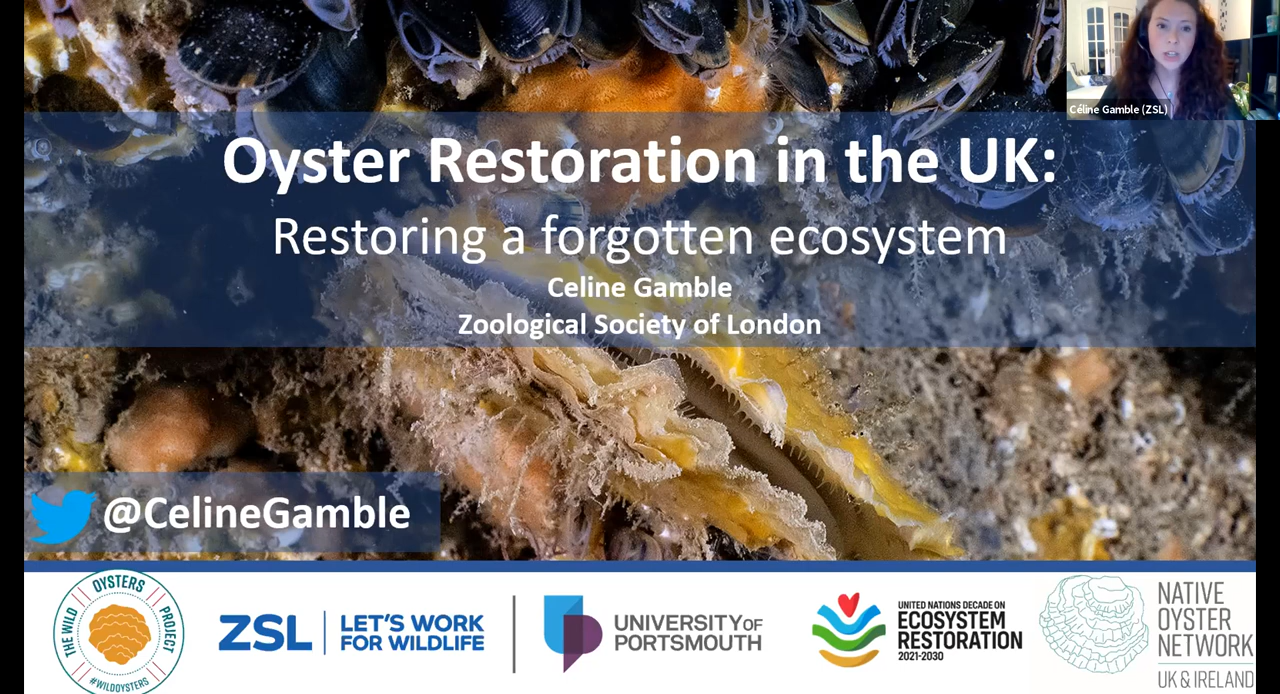 Céline Gamble (ZSL)
Oyster Restoration in the UK:
Restoring a forgotten ecosystem
Celine Gamble
Zoological Society of London
@CelineGamble
THE WILD OYSTERS PROJECT
#WILDOYSTERS
ZSL
LET'S WORK
FOR WILDLIFE
UNIVERSITY OF
PORTSMOUTH
UNITED NATIONS DECADE ON
ECOSYSTEM
RESTORATION
2021-2030
NATIVE
OYSTER
NETWORK
UK & IRELAND